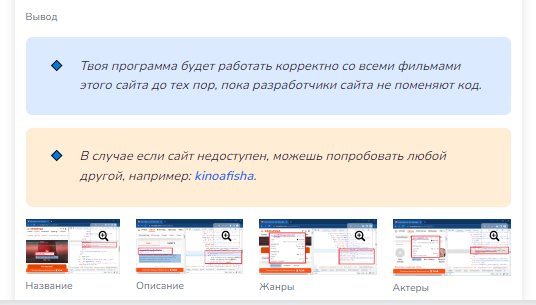 Вывод
Твоя программа будет работать корректно со всеми фильмами
этого сайта до тех пор, пока разработчики сайта не поменяют код.
В случае если сайт недоступен, можешь попробовать любой
другой, например: kinoafisha.
Название
Описание
Жанры
Актеры